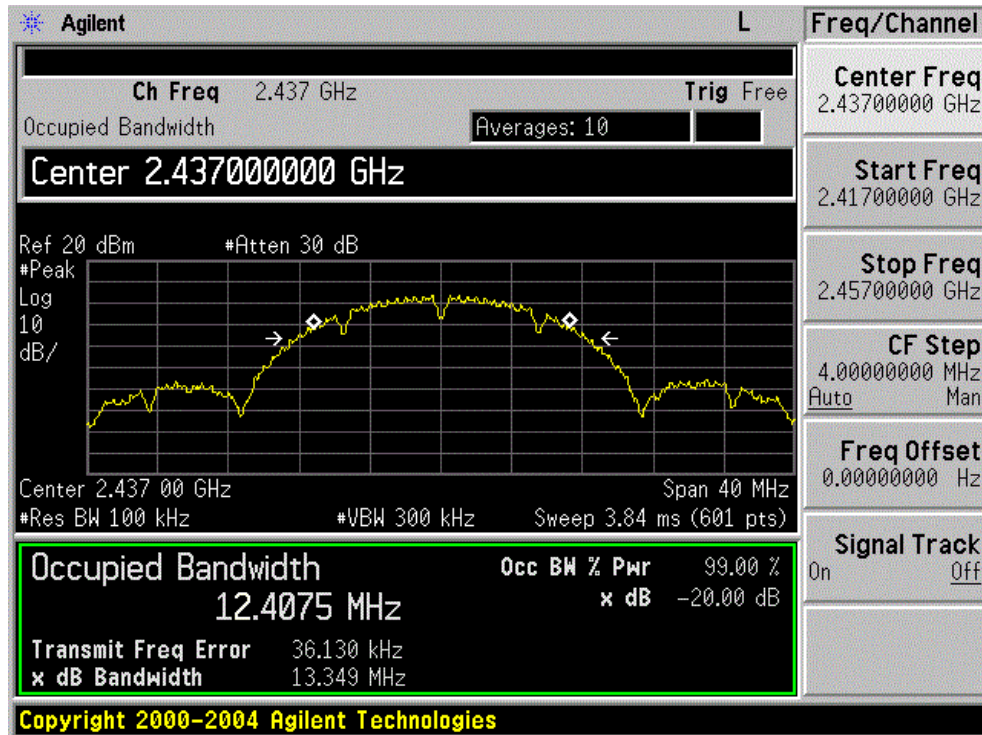 Agilent L Freq/Channel
Ch Freq 2.437 GHz Trig Free
Occupied Bandwidth Averages: 10
Center 2.437000000 GHz
Ref 20 dBm #Atten 30 dB
#Peak
Log
10
dB/
Center 2.437 00 GHz Span 40 MHz
#Res BW 100 kHz #VBW 300 kHz Sweep 3.84 ms (601 pts)
Occupied Bandwidth Occ BW % Pwr 99.00 %
12.4075 MHz x dB -20.00 dB
Transmit Freq Error 36.130 kHz
x dB Bandwidth 13.349 MHz
Center Freq
2.43700000 GHz
Start Freq
2.41700000 GHz
Stop Freq
2.45700000 GHz
CF Step
4.00000000 MHz
Auto Man
Freq Offset
0.00000000 Hz
Signal Track
On Off
Copyright 2000-2004 Agilent Technologies